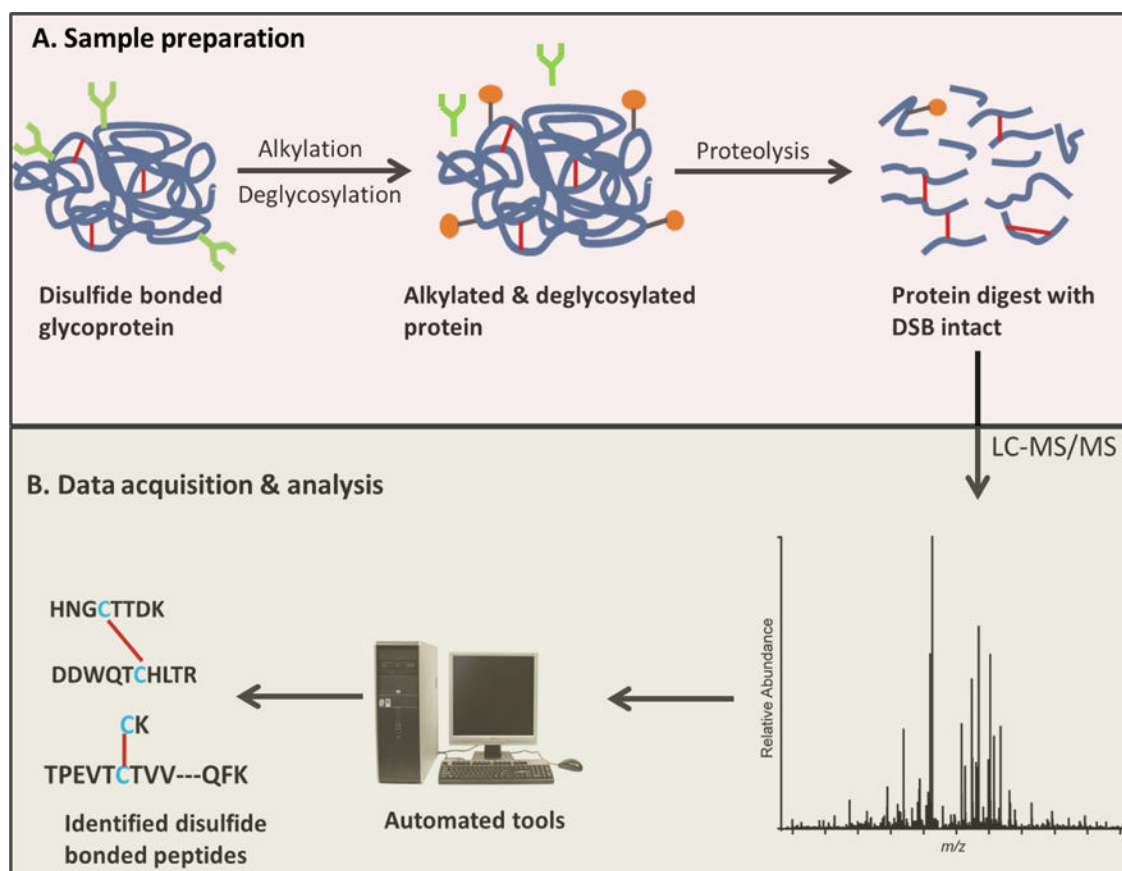 A. Sample preparation
Alkylation
Deglycosylation
Proteolysis
Disulfide bonded
glycoprotein
Alkylated & deglycosylated
protein
Protein digest with
DSB intact
LC-MS/MS
B. Data acquisition & analysis
HNGCTTDK
DDWQTCHLTR
CK
TPEVTCTVV---QFK
Identified disulfide
bonded peptides
Automated tools
Relative Abundance
m/z